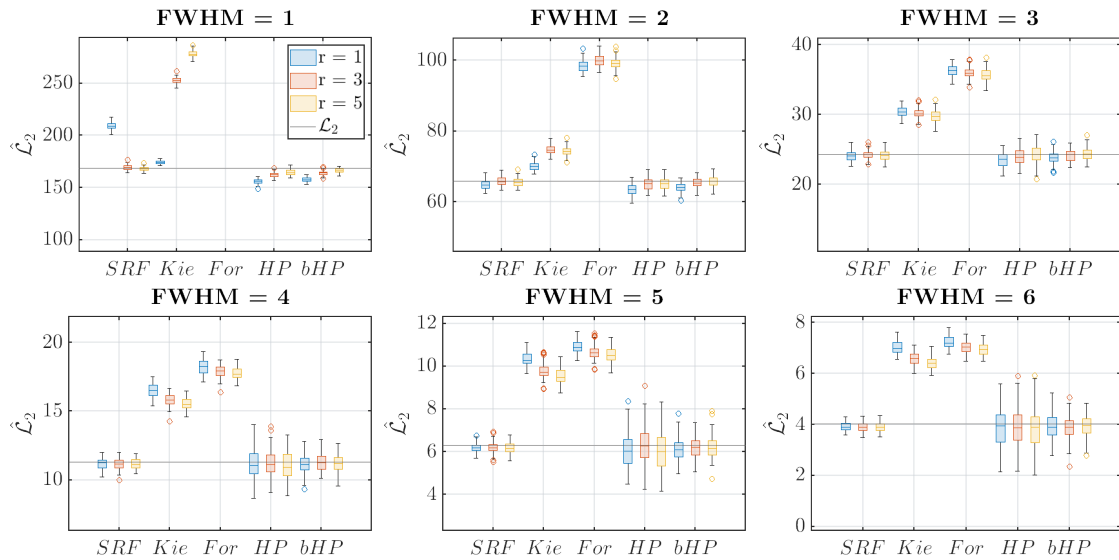 FWHM = 1
FWHM = 2
FWHM = 3
250
200
150
100
r = 1
r = 3
r = 5
𝓛₂
𝓛̂₂
SRF Kie For HP bHP
100
80
60
𝓛̂₂
SRF Kie For HP bHP
40
30
20
𝓛̂₂
SRF Kie For HP bHP
FWHM = 4
FWHM = 5
FWHM = 6
20
15
10
𝓛̂₂
SRF Kie For HP bHP
12
10
8
6
4
𝓛̂₂
SRF Kie For HP bHP
8
6
4
2
0
𝓛̂₂
SRF Kie For HP bHP